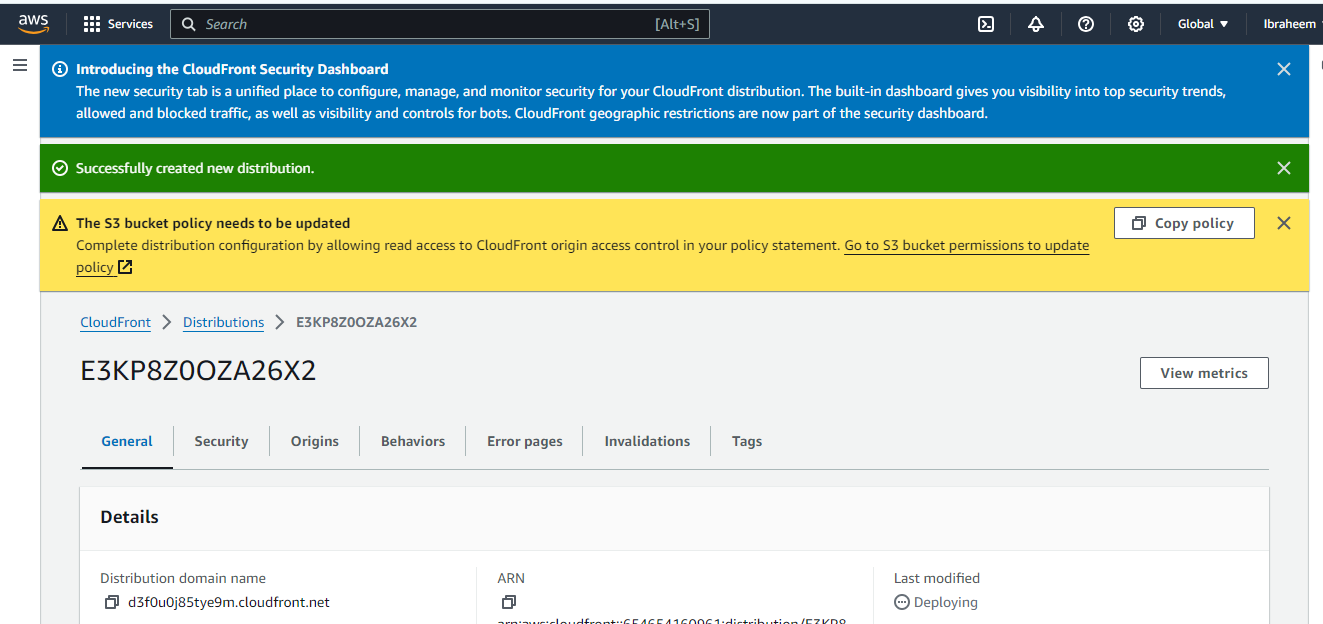 aws
Services
Search
[Alt+S]
Global
Ibraheem
Introducing the CloudFront Security Dashboard
The new security tab is a unified place to configure, manage, and monitor security for your CloudFront distribution. The built-in dashboard gives you visibility into top security trends,
allowed and blocked traffic, as well as visibility and controls for bots. CloudFront geographic restrictions are now part of the security dashboard.
Successfully created new distribution.
The S3 bucket policy needs to be updated
Complete distribution configuration by allowing read access to CloudFront origin access control in your policy statement. Go to S3 bucket permissions to update
policy
Copy policy
CloudFront
Distributions
E3KP8Z0OZA26X2
E3KP8Z0OZA26X2
View metrics
General
Security
Origins
Behaviors
Error pages
Invalidations
Tags
Details
Distribution domain name
d3f0u0j85tye9m.cloudfront.net
ARN
arn:aws:cloudfront::654654160961:distribution/E3KP8
Last modified
Deploying